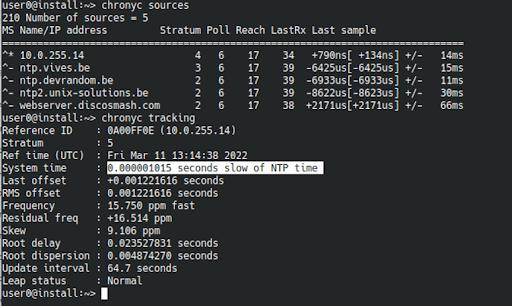 user0@install:~> chronyc sources
210 Number of sources = 5
MS Name/IP address         Stratum Poll Reach LastRx Last sample
===============================================================================
^* 10.0.255.14                   4   6    17    34   +790ns[ +134ns] +/-   14ms
^- ntp.vives.be                  3   6    17    39  -6425us[-6425us] +/-   15ms
^- ntp.devrandom.be              2   6    17    39  -6933us[-6933us] +/-   11ms
^- ntp2.unix-solutions.be        2   6    17    39  -8622us[-8623us] +/-   30ms
^- webserver.discosmash.com      2   6    17    38  +2171us[+2171us] +/-   66ms
user0@install:~> chronyc tracking
Reference ID    : 0A00FF0E (10.0.255.14)
Stratum         : 5
Ref time (UTC)  : Fri Mar 11 13:14:38 2022
System time     : 0.000001015 seconds slow of NTP time
Last offset     : +0.001221616 seconds
RMS offset      : 0.001221616 seconds
Frequency       : 15.750 ppm fast
Residual freq   : +16.514 ppm
Skew            : 9.106 ppm
Root delay      : 0.023527831 seconds
Root dispersion : 0.004874270 seconds
Update interval : 64.7 seconds
Leap status     : Normal
user0@install:~>